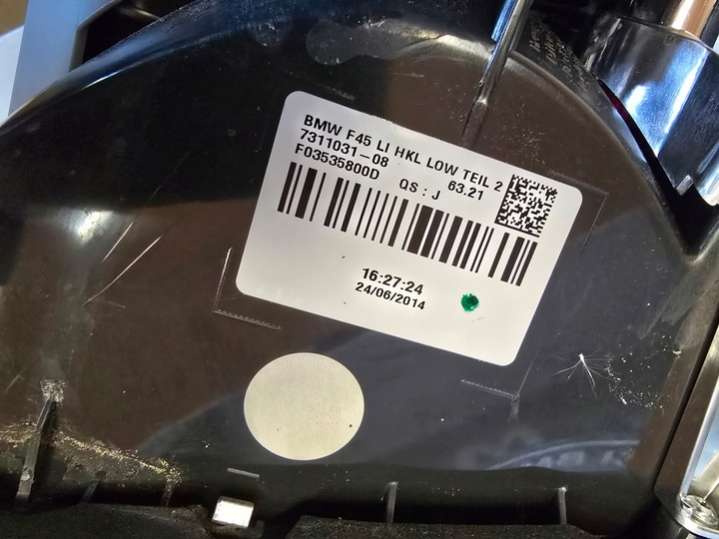 BMW F45 LI HKL LOW TEIL 2
7311031-08 63.21
F03535800D QS : J
16:27:24
24/06/2014